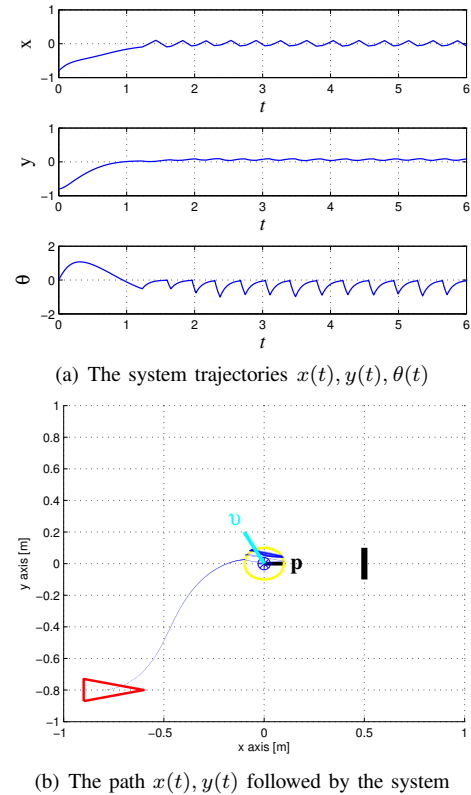 1
0
−1
x
0 1 2 3 4 5 6
t
1
0
−1
y
0 1 2 3 4 5 6
t
2
0
−2
θ
0 1 2 3 4 5 6
t
(a) The system trajectories x(t), y(t), θ(t)
1
0.8
0.6
0.4
0.2
0
−0.2
−0.4
−0.6
−0.8
−1
y axis [m]
υ
p
−1 −0.5 0 0.5 1
x axis [m]
(b) The path x(t), y(t) followed by the system